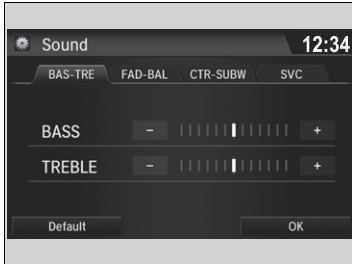 Sound 12:34
BAS-TRE FAD-BAL CTR-SUBW SVC
BASS - +
TREBLE - +
Default OK